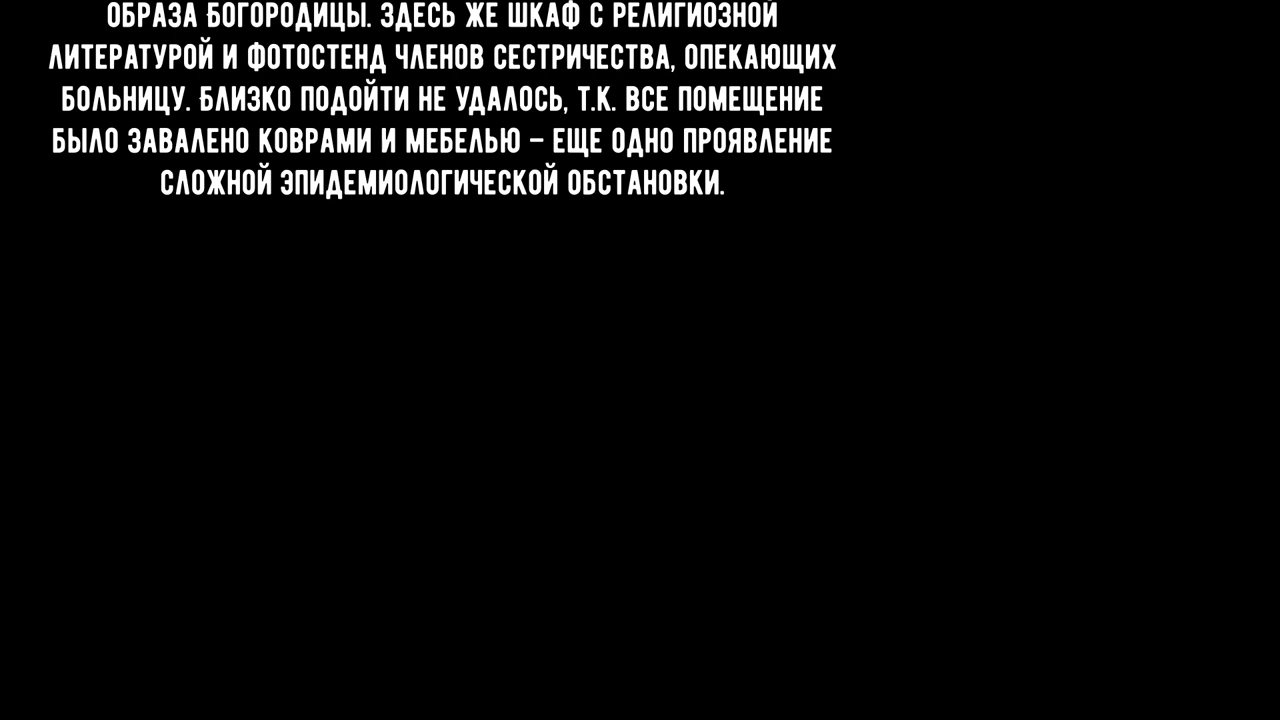 ОБРАЗА БОГОРОДИЦЫ. ЗДЕСЬ ЖЕ ШКАФ С РЕЛИГИОЗНОЙ
ЛИТЕРАТУРОЙ И ФОТОСТЕНД ЧЛЕНОВ СЕСТРИЧЕСТВА, ОПЕКАЮЩИХ
БОЛЬНИЦУ. БЛИЗКО ПОДОЙТИ НЕ УДАЛОСЬ, Т.К. ВСЕ ПОМЕЩЕНИЕ
БЫЛО ЗАВАЛЕНО КОВРАМИ И МЕБЕЛЬЮ – ЕЩЕ ОДНО ПРОЯВЛЕНИЕ
СЛОЖНОЙ ЭПИДЕМИОЛОГИЧЕСКОЙ ОБСТАНОВКИ.